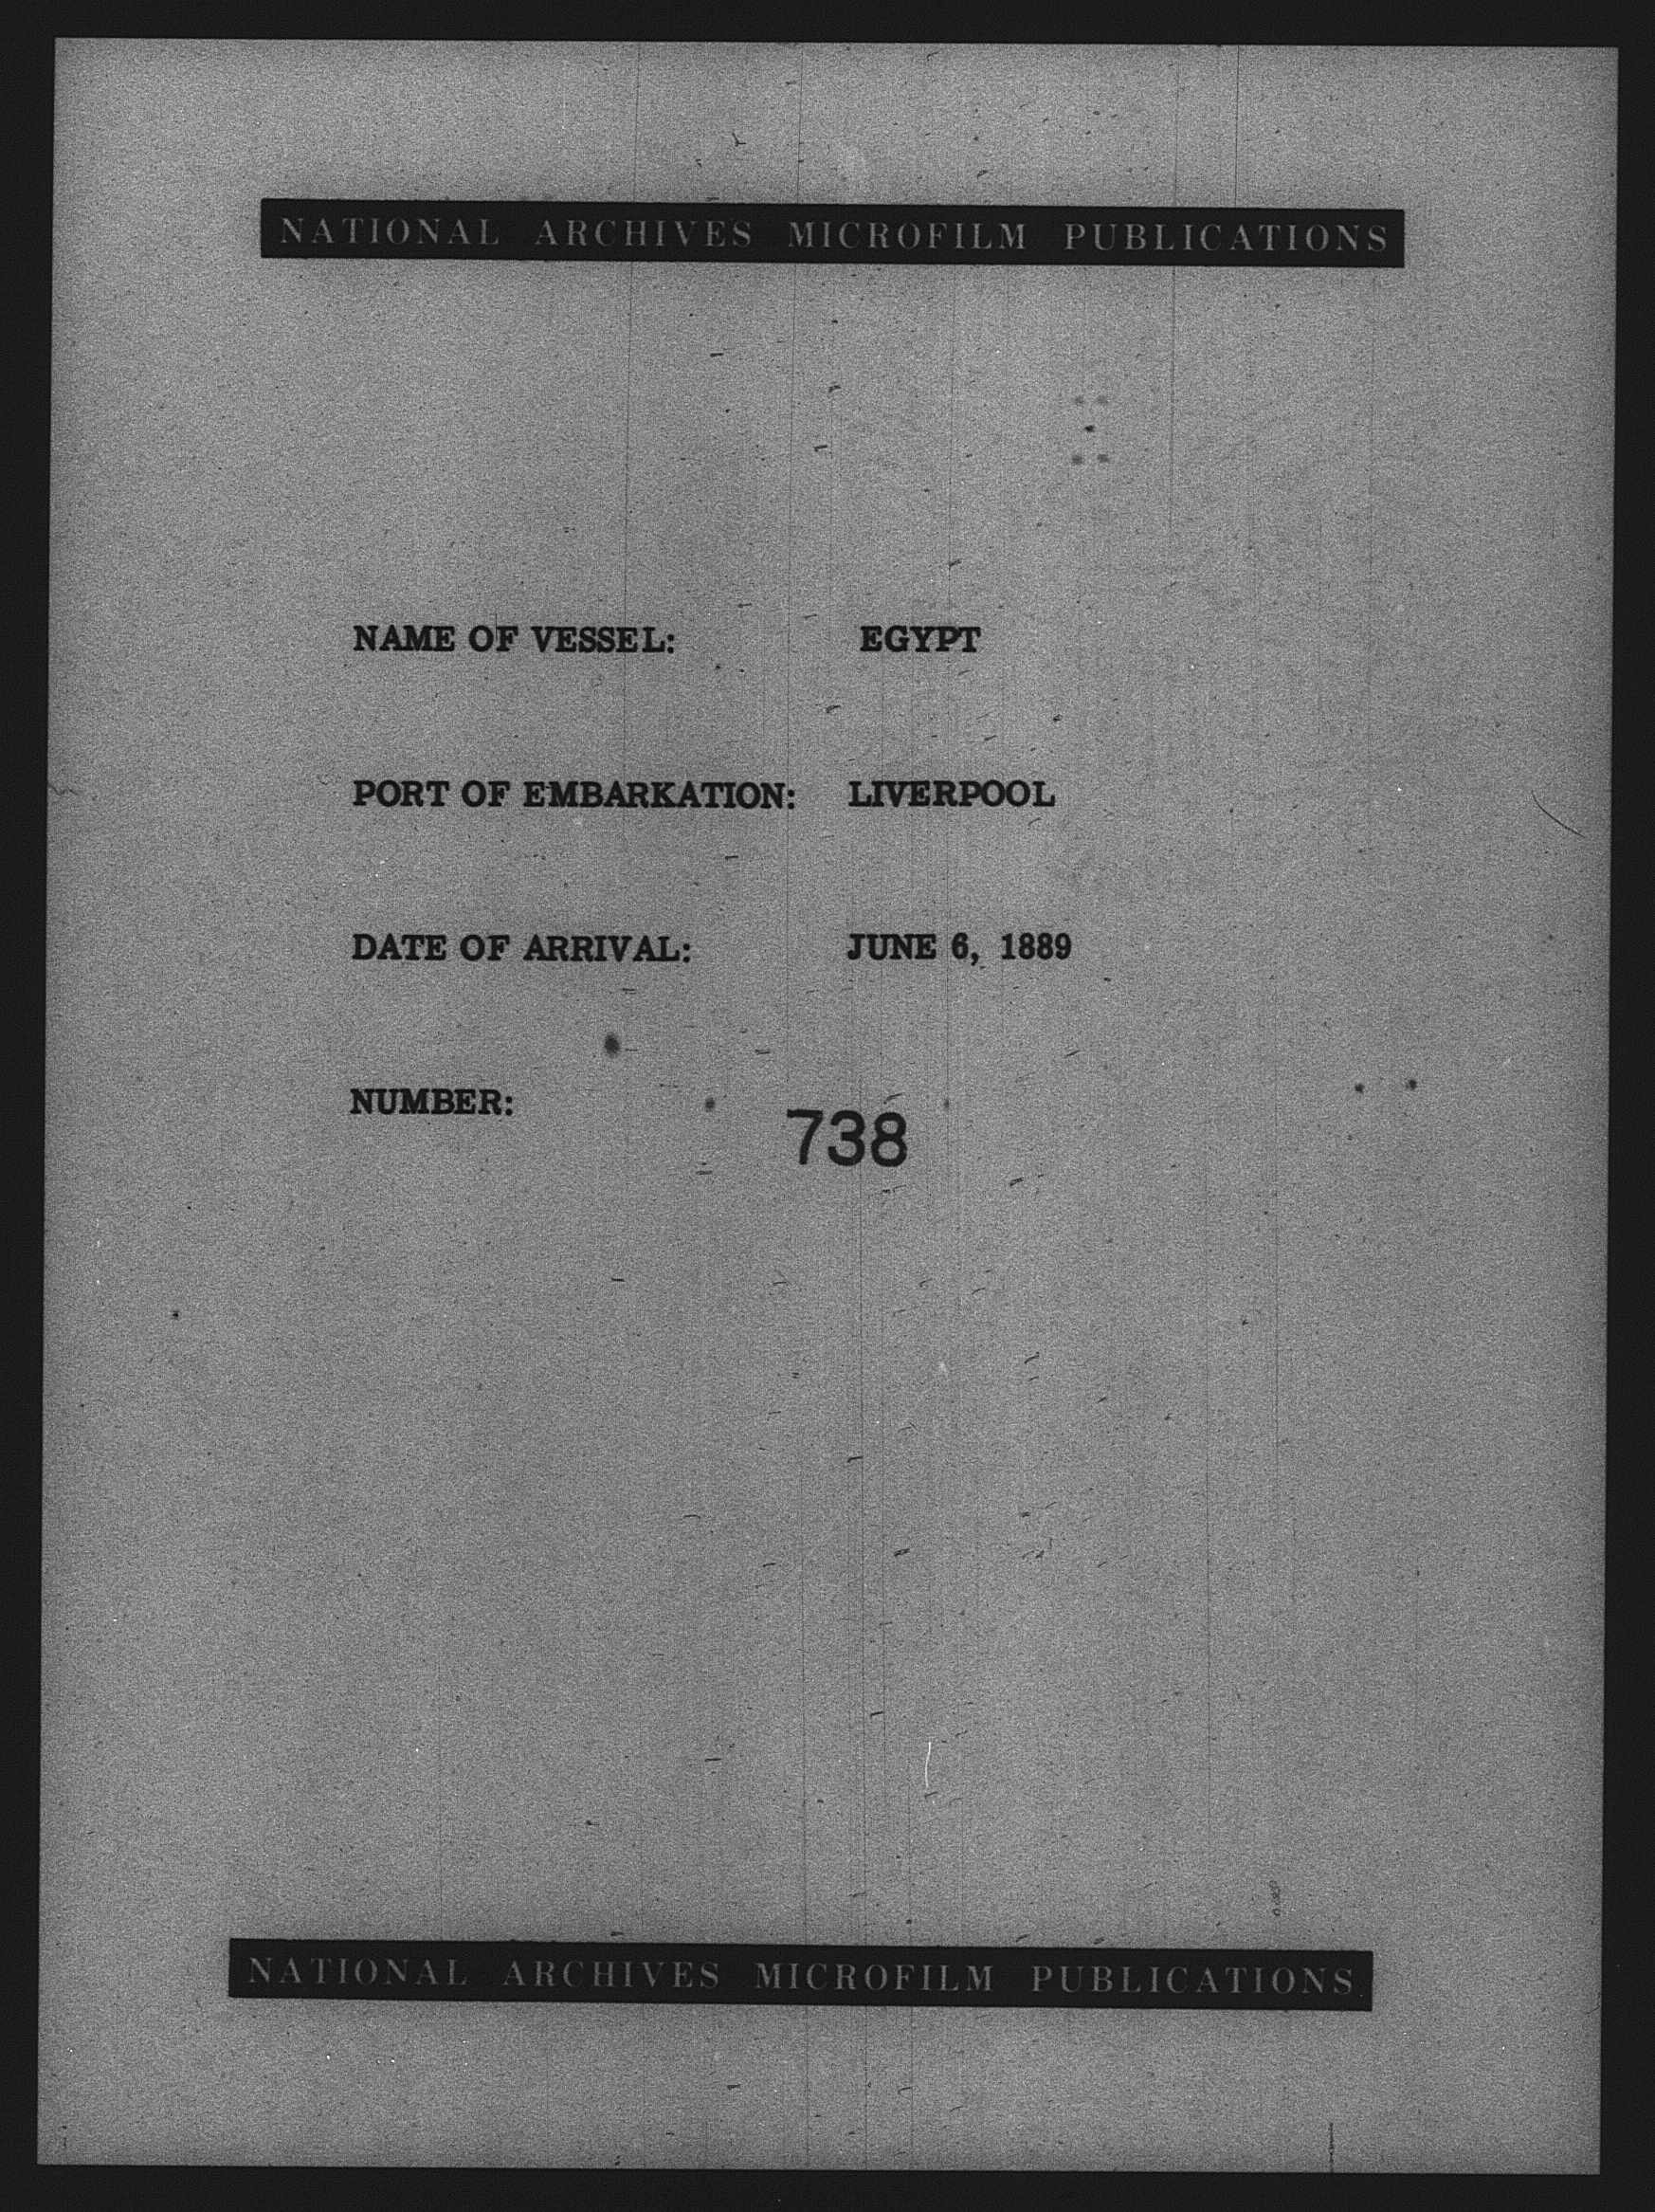 NATIONAL ARCHIVES MICROFILM PUBLICATIONS
NAME OF VESSEL: EGYPT
PORT OF EMBARKATION: LIVERPOOL
DATE OF ARRIVAL: JUNE 6, 1889
NUMBER: 738
NATIONAL ARCHIVES MICROFILM PUBLICATIONS